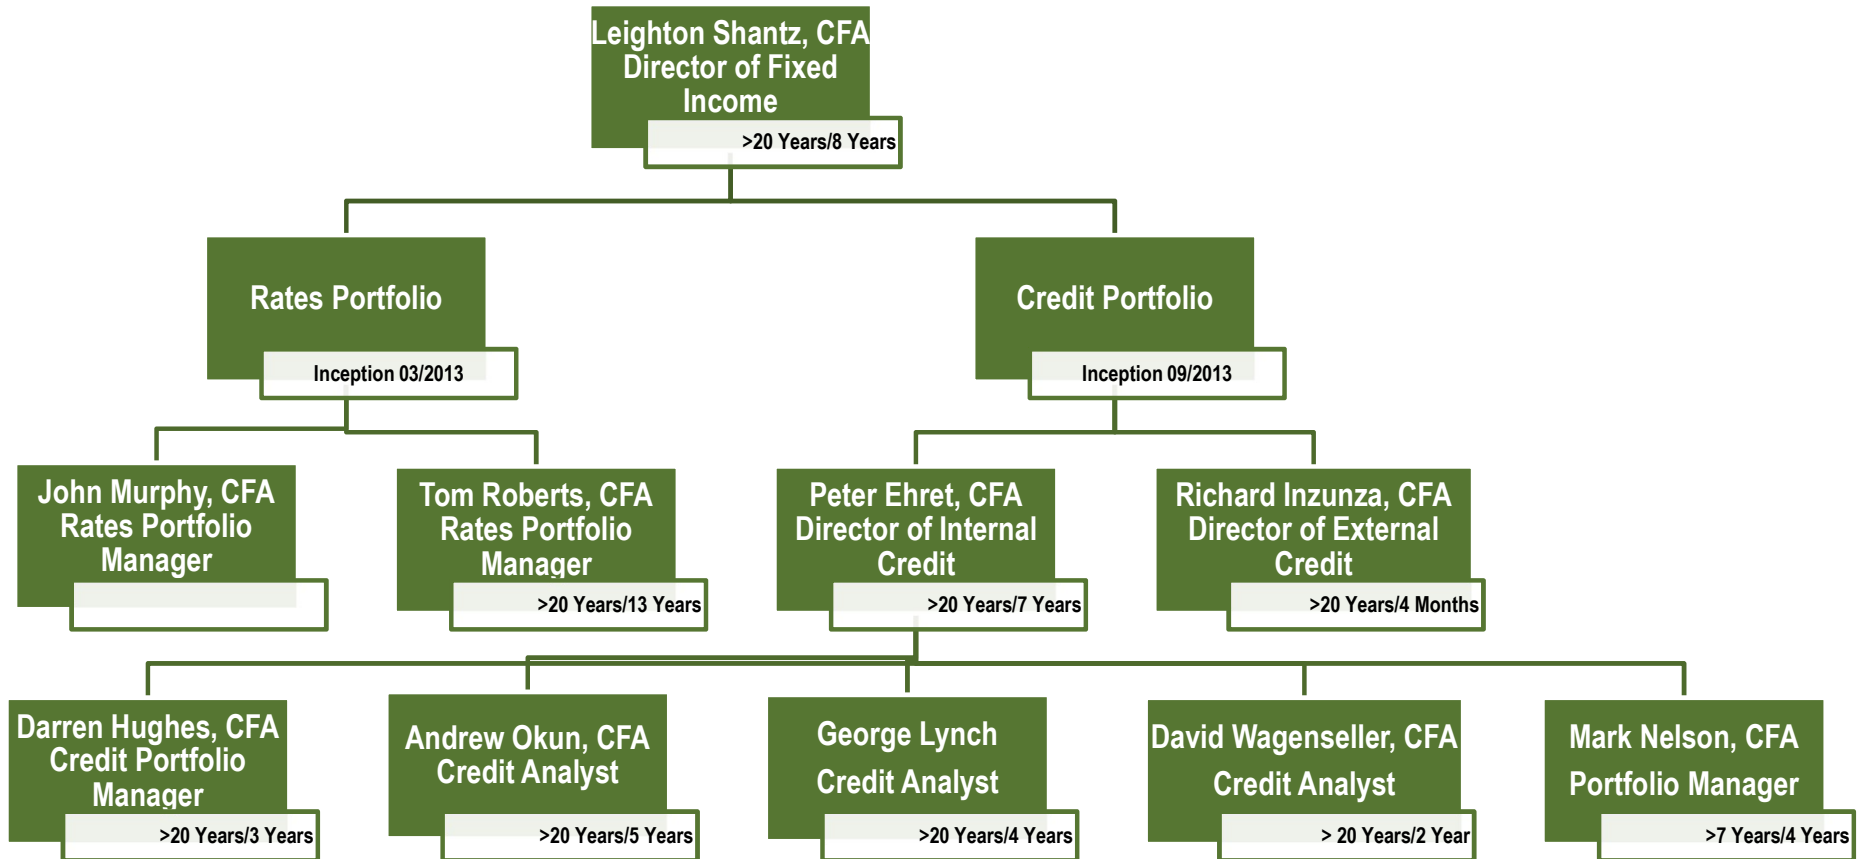 Leighton Shantz, CFA
Director of Fixed
Income
>20 Years/8 Years
Rates Portfolio
Inception 03/2013
Credit Portfolio
Inception 09/2013
John Murphy, CFA
Rates Portfolio
Manager
Tom Roberts, CFA
Rates Portfolio
Manager
>20 Years/13 Years
Peter Ehret, CFA
Director of Internal
Credit
>20 Years/7 Years
Richard Inzunza, CFA
Director of External
Credit
>20 Years/4 Months
Darren Hughes, CFA
Credit Portfolio
Manager
>20 Years/3 Years
Andrew Okun, CFA
Credit Analyst
>20 Years/5 Years
George Lynch
Credit Analyst
>20 Years/4 Years
David Wagenseller, CFA
Credit Analyst
> 20 Years/2 Year
Mark Nelson, CFA
Portfolio Manager
>7 Years/4 Years